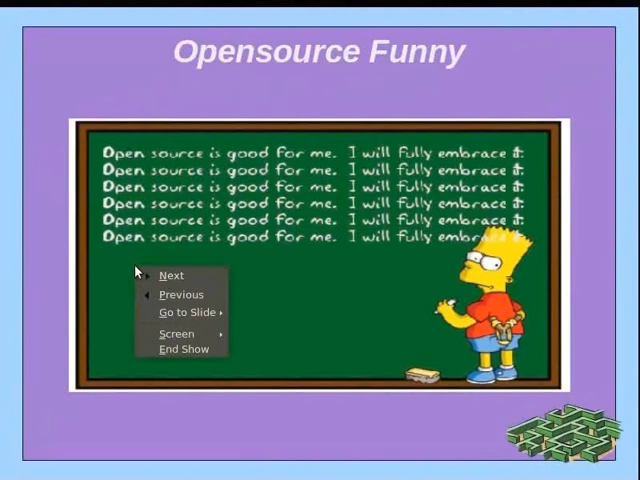 Opensource Funny
Open source is good for me. I will fully embrace it.
Open source is good for me. I will fully embrace it.
Open source is good for me. I will fully embrace it.
Open source is good for me. I will fully embrace it.
Open source is good for me. I will fully embrace it.
Open source is good for me. I will fully embrace it.
Next
Previous
Go to Slide
Screen
End Show